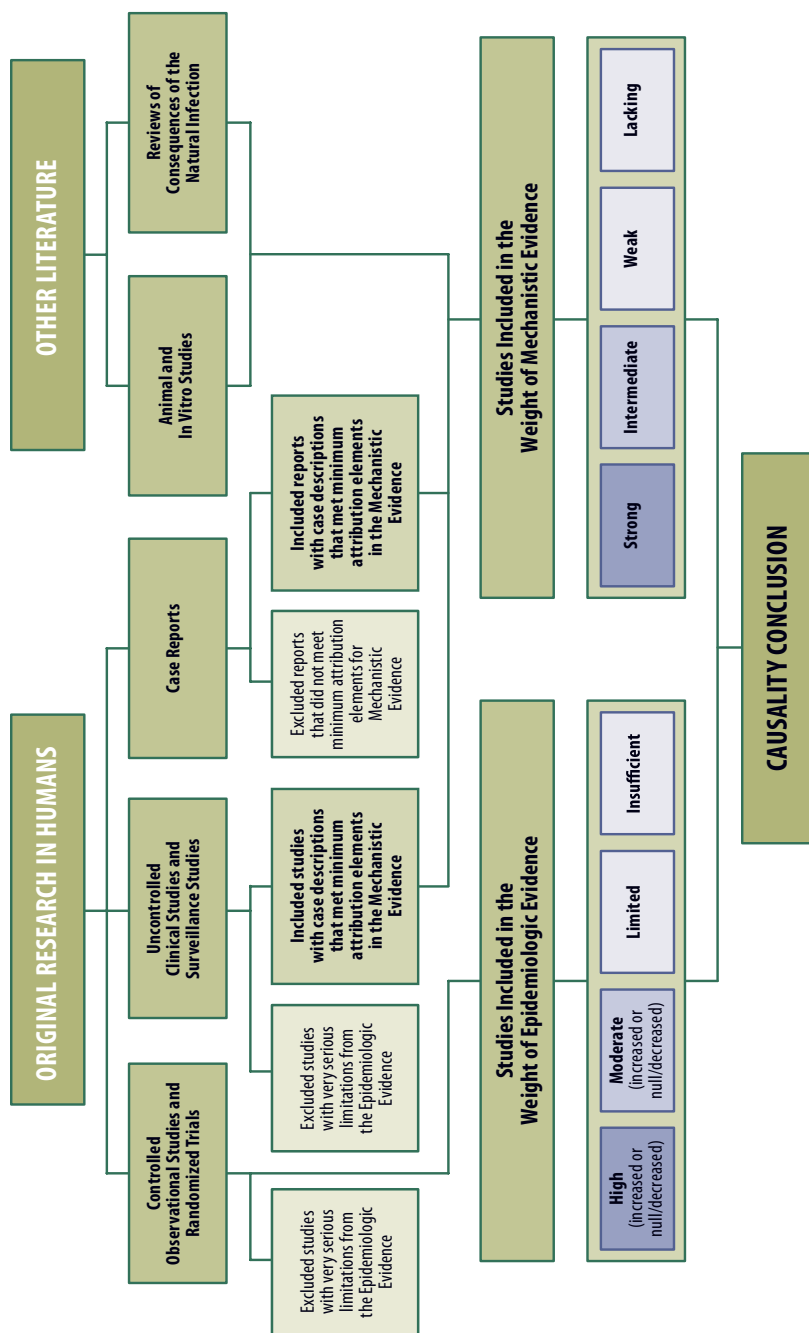 ORIGINAL RESEARCH IN HUMANS
OTHER LITERATURE
Controlled
Observational Studies and
Randomized Trials
Uncontrolled
Clinical Studies and
Surveillance Studies
Case Reports
Animal and
In Vitro Studies
Reviews of
Consequences of the
Natural Infection
Excluded studies
with very serious
limitations from
the Epidemiologic
Evidence
Excluded studies
with very serious
limitations from
the Epidemiologic
Evidence
Included studies
with case descriptions
that met minimum
attribution elements
in the Mechanistic
Evidence
Excluded reports
that did not meet
minimum attribution
elements for
Mechanistic
Evidence
Included reports
with case descriptions
that met minimum
attribution elements
in the Mechanistic
Evidence
Studies Included in the
Weight of Epidemiologic Evidence
Studies Included in the
Weight of Mechanistic Evidence
High
(increased or
null/decreased)
Moderate
(increased or
null/decreased)
Limited
Insufficient
Strong
Intermediate
Weak
Lacking
CAUSALITY CONCLUSION